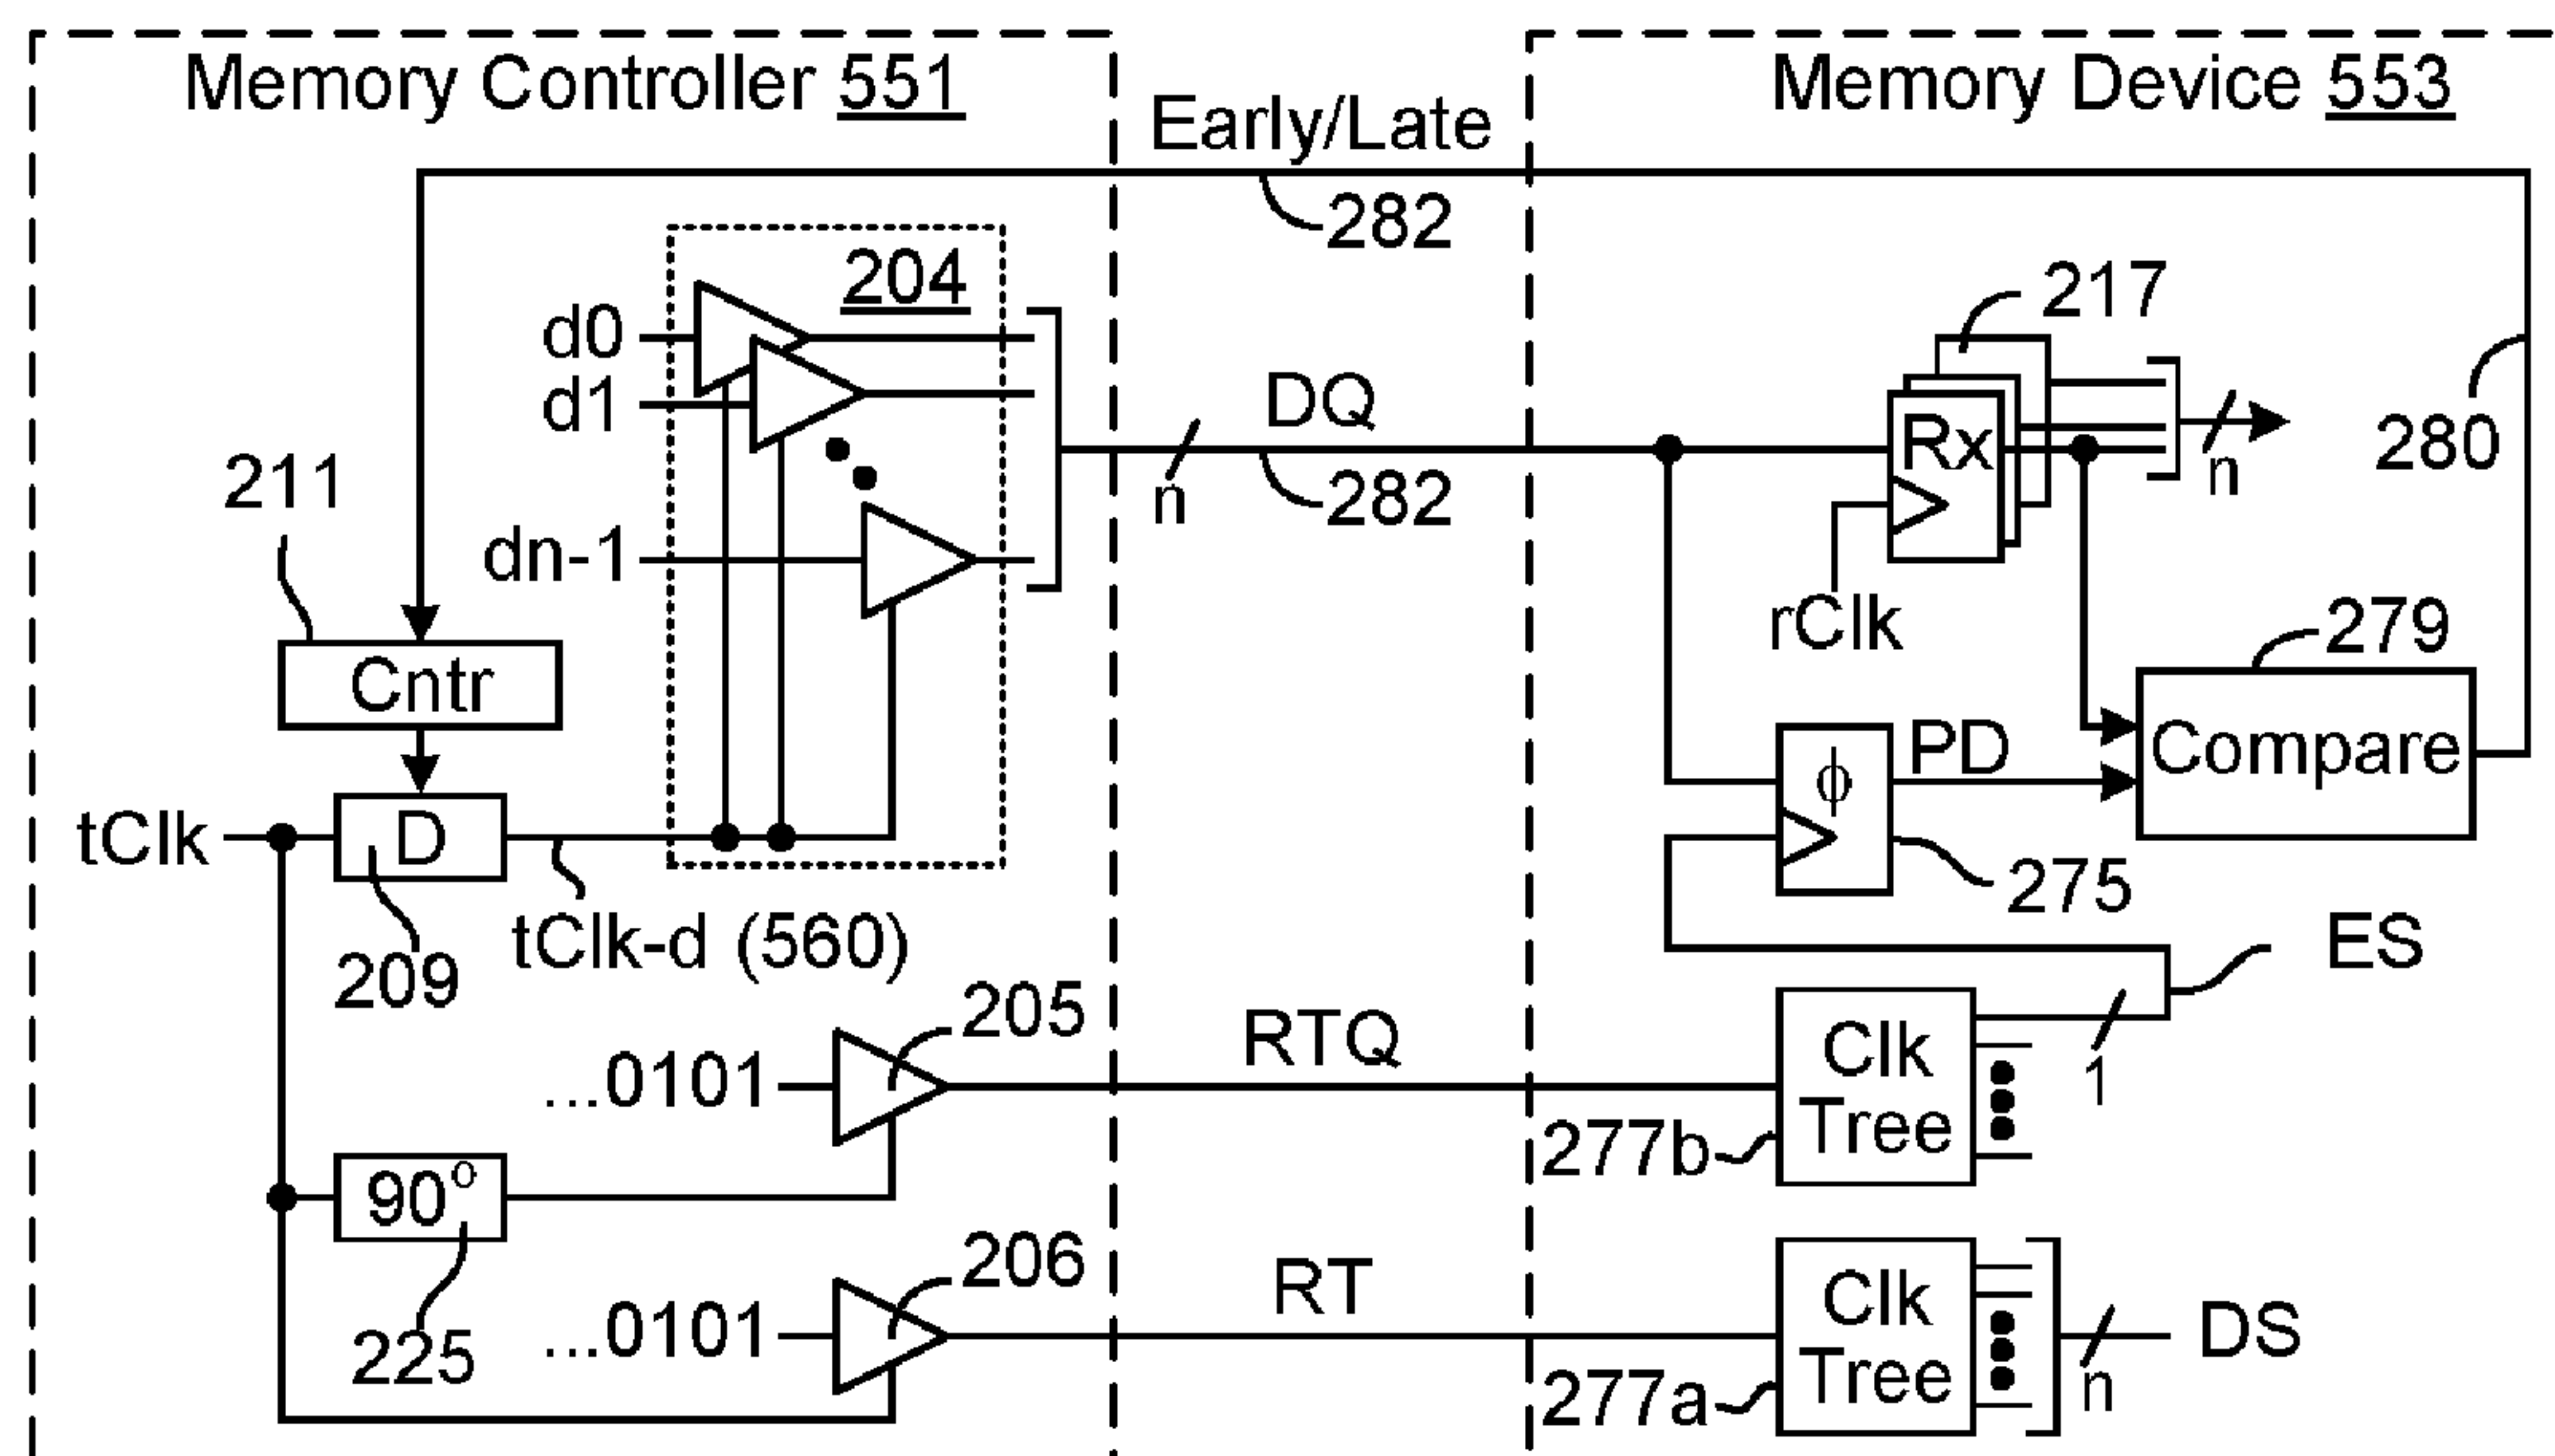 Memory Controller 551
Memory Device 553
Early/Late
282
204
217
d0
d1
DQ
Rx
n
280
211
n
282
dn-1
rClk
279
Cntr
PD
Compare
ϕ
tClk
D
275
tClk-d (560)
ES
209
205
RTQ
Clk
Tree
...0101
1
277b
90°
206
RT
Clk
Tree
DS
225
...0101
277a
n